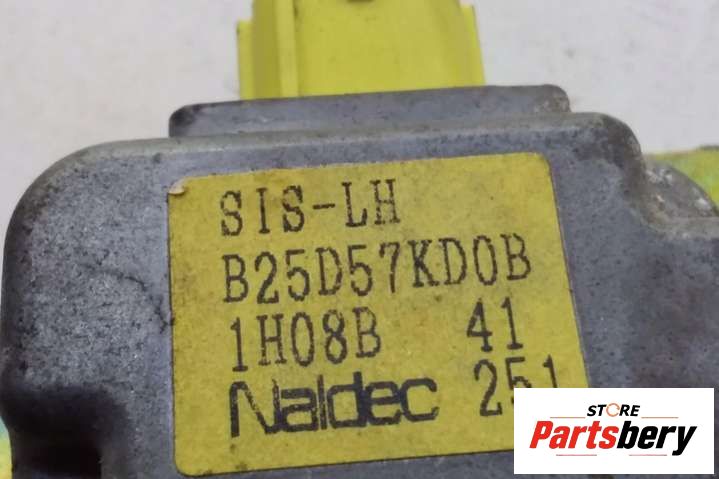 SIS-LH
B25D57KD0B
1H08B 41
Naldec 251
STORE
Partsbery